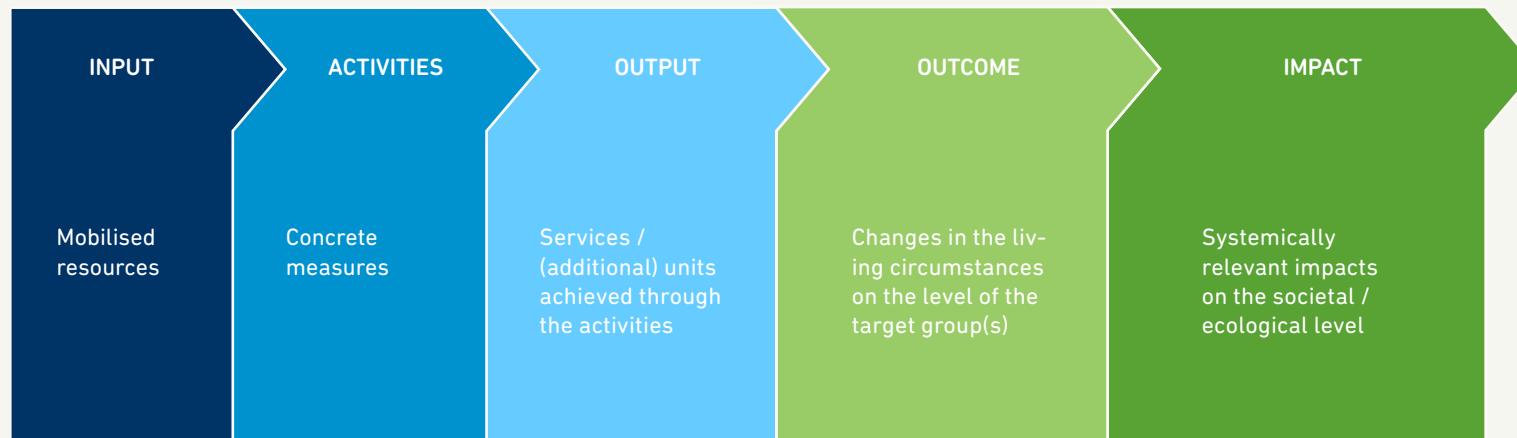 INPUT
ACTIVITIES
OUTPUT
OUTCOME
IMPACT
Mobilised
resources
Concrete
measures
Services /
(additional) units
achieved through
the activities
Changes in the liv-
ing circumstances
on the level of the
target group(s)
Systemically
relevant impacts
on the societal /
ecological level